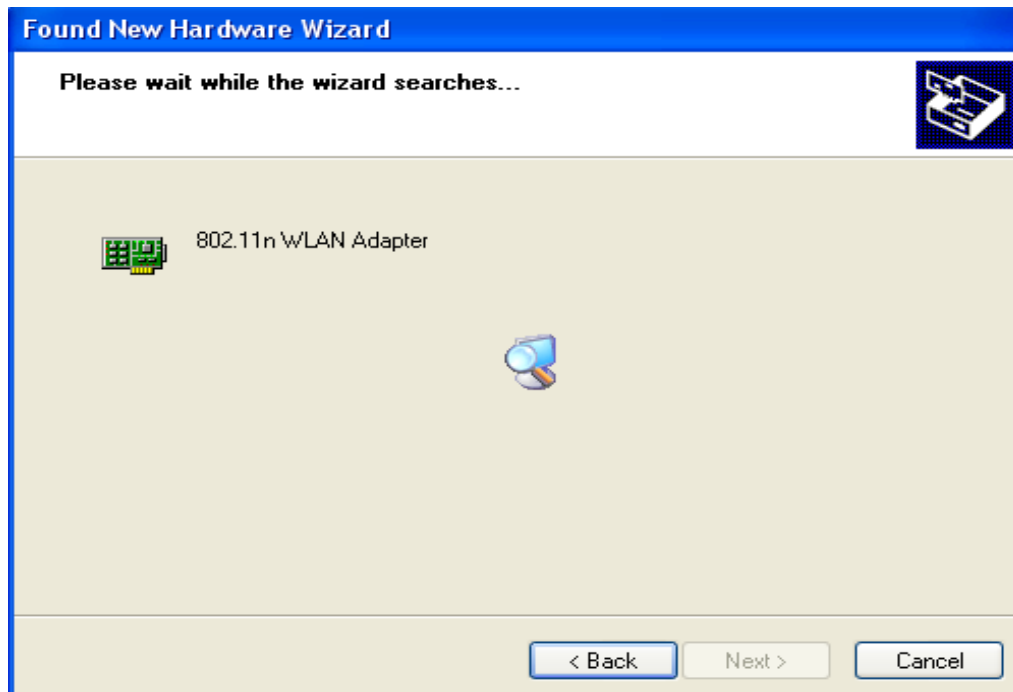 Found New Hardware Wizard
Please wait while the wizard searches...
802.11n WLAN Adapter
< Back Next > Cancel